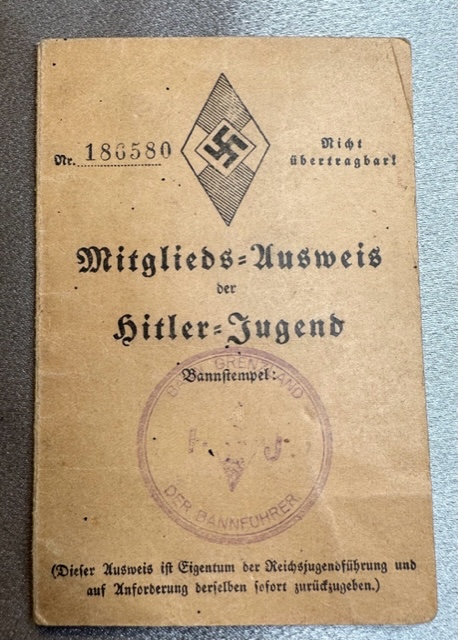 Nr. 186580
Nicht
übertragbar!
Mitglieds-Ausweis
der
Hitler-Jugend
Bannstempel:
DER BANNFÜHRER
(Dieser Ausweis ist Eigentum der Reichsjugendführung und
auf Anforderung derselben sofort zurückzugeben.)